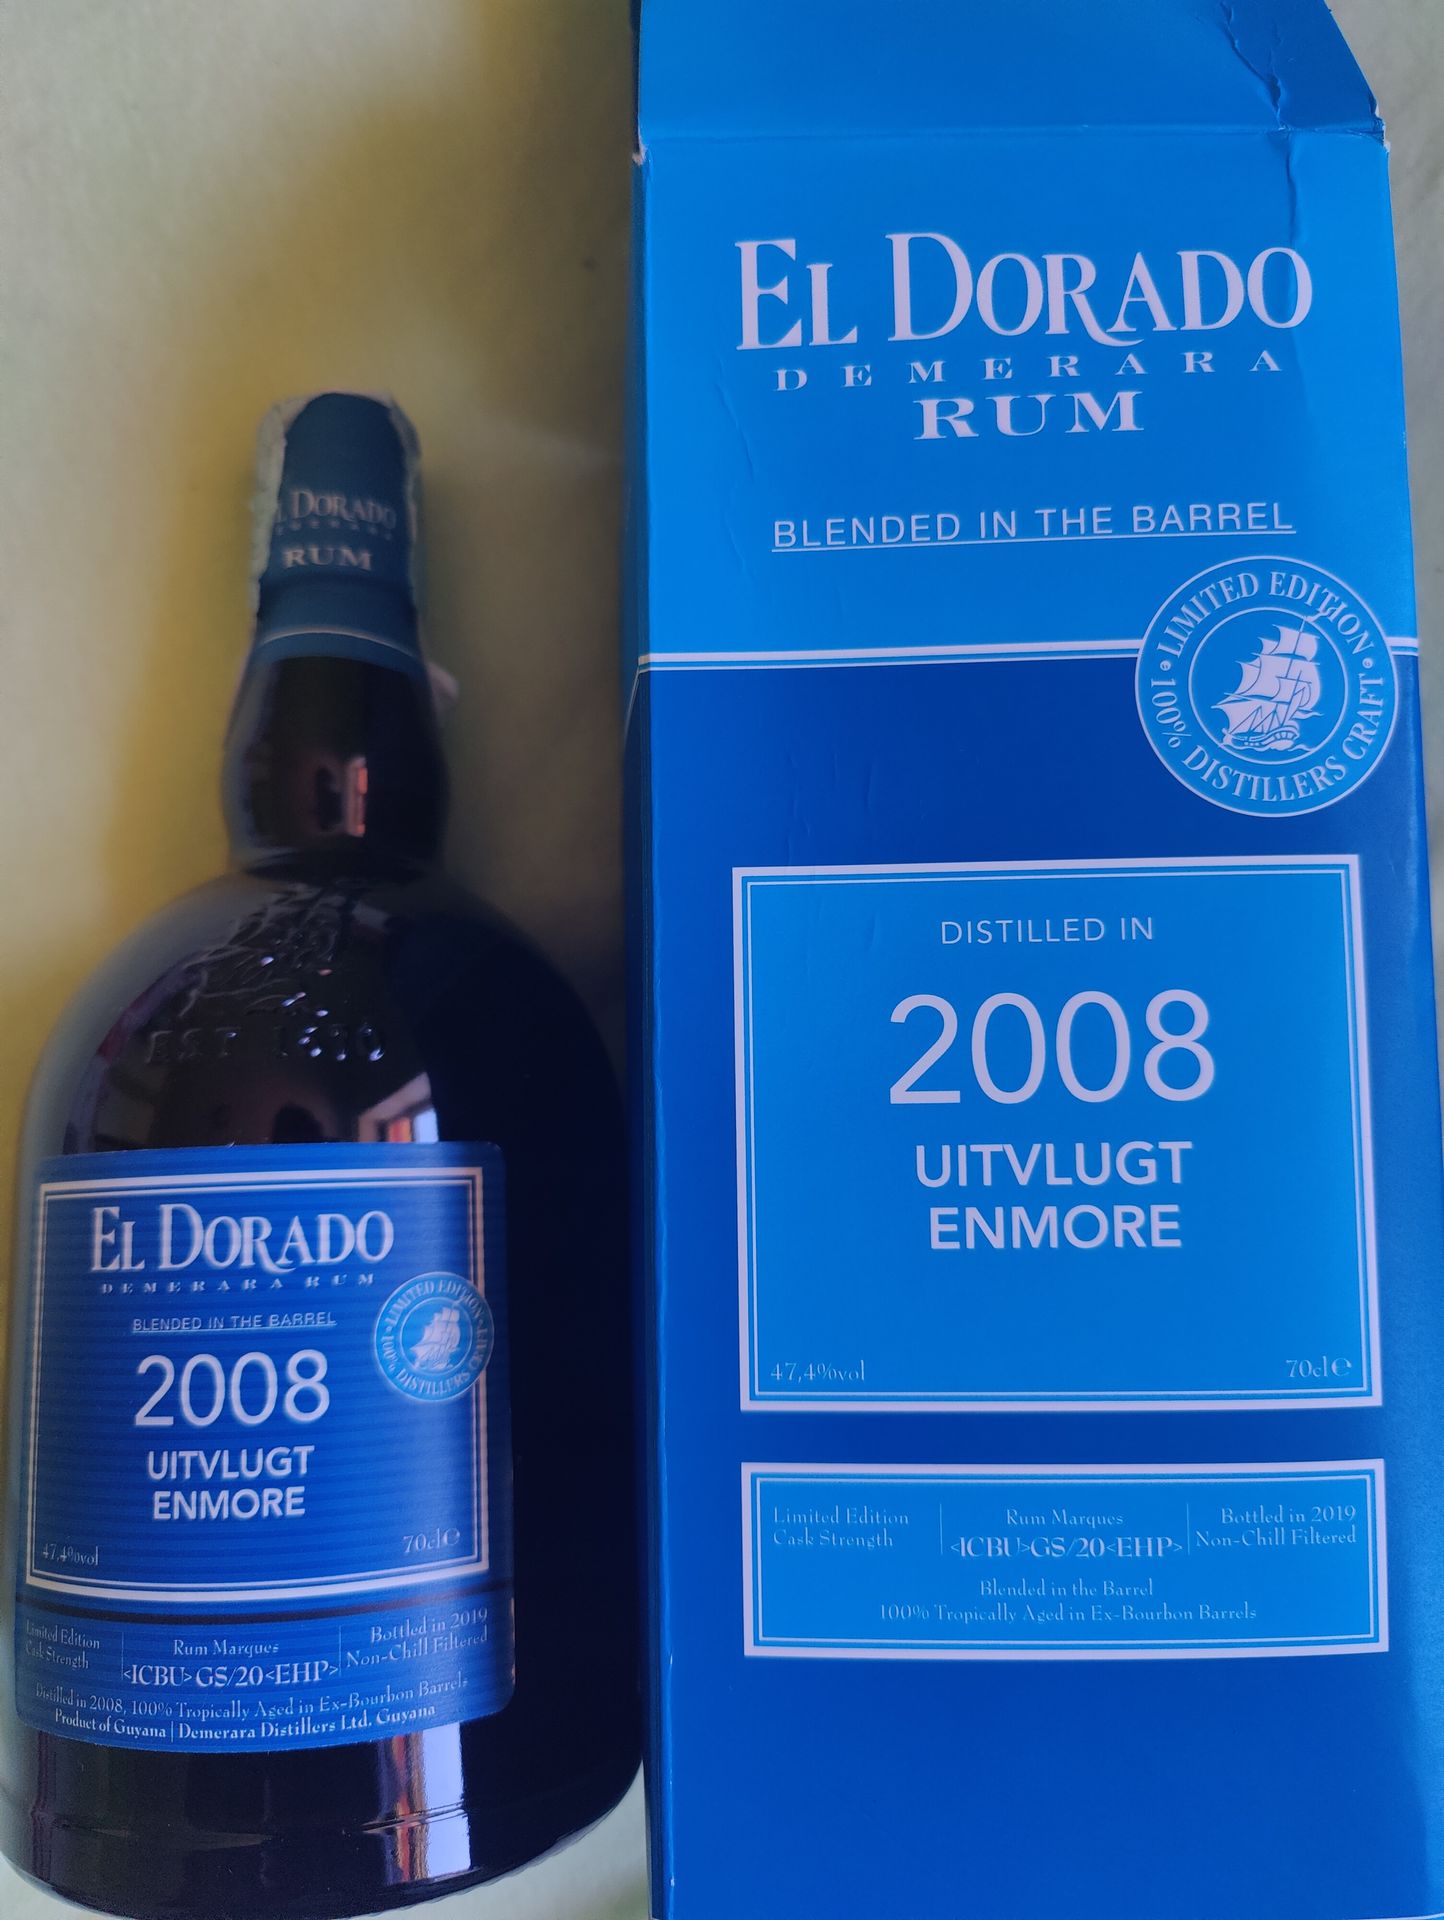 EL DORADO
DEMERARA
RUM
BLENDED IN THE BARREL
LIMITED EDITION
100% DISTILLERS CRAFT
DISTILLED IN
2008
UITVLUGT
ENMORE
47,4%vol
70cl℮
Limited Edition
Cask Strength
Rum Marques
<ICBU>GS/20<EHP>
Bottled in 2019
Non-Chill Filtered
Blended in the Barrel
100% Tropically Aged in Ex-Bourbon Barrels
L DORADO
RUM
EST 1670
EL DORADO
DEMERARA RUM
BLENDED IN THE BARREL
LIMITED EDITION
100% DISTILLERS CRAFT
2008
UITVLUGT
ENMORE
47,4%vol
70cl℮
Limited Edition
Cask Strength
Rum Marques
<ICBU>GS/20<EHP>
Bottled in 2019
Non-Chill Filtered
Distilled in 2008, 100% Tropically Aged in Ex-Bourbon Barrels
Product of Guyana | Demerara Distillers Ltd. Guyana